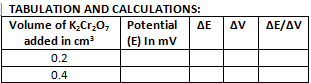 TABULATION AND CALCULATIONS:
Volume of K₂Cr₂O₇ Potential ΔE ΔV ΔE/ΔV
added in cm³ (E) In mV
0.2
0.4